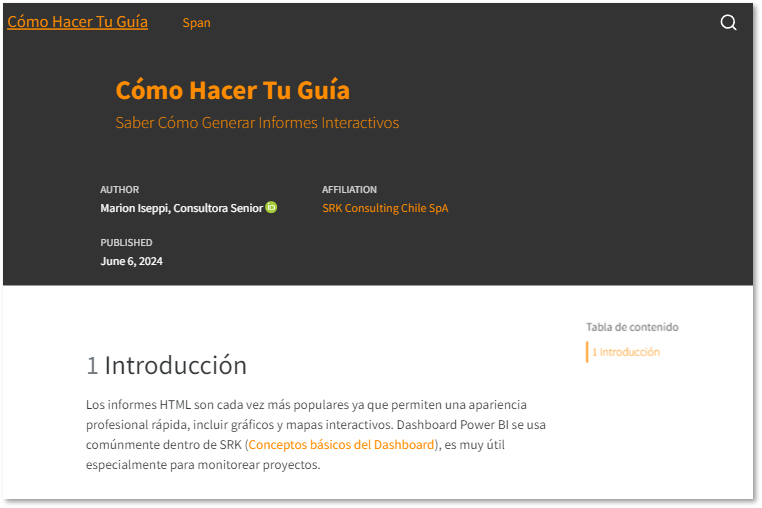 Cómo Hacer Tu Guía
Span
Cómo Hacer Tu Guía
Saber Cómo Generar Informes Interactivos
AUTHOR
AFFILIATION
Marion Iseppi, Consultora Senior iD
SRK Consulting Chile SpA
PUBLISHED
June 6, 2024
Tabla de contenido
1 Introducción
1 Introducción
Los informes HTML son cada vez más populares ya que permiten una apariencia
profesional rápida, incluir gráficos y mapas interactivos. Dashboard Power BI se usa
comúnmente dentro de SRK (Conceptos básicos del Dashboard), es muy útil
especialmente para monitorear proyectos.